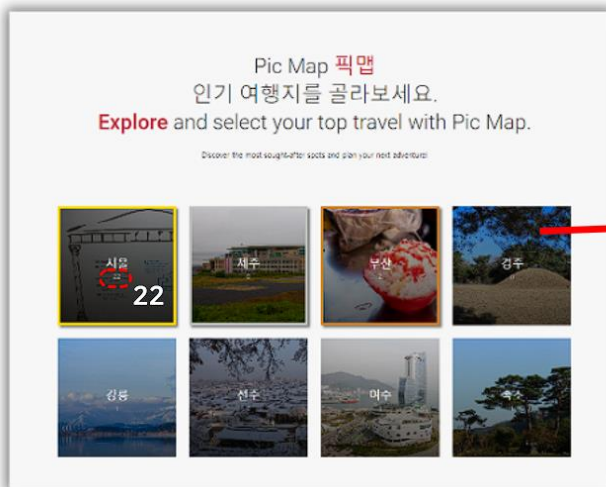 Pic Map 픽맵
인기 여행지를 골라보세요.
Explore and select your top travel with Pic Map.
Discover the most sought-after spots and plan your next adventure!
서울
제주
부산
경주
22
강릉
전주
여수
속초